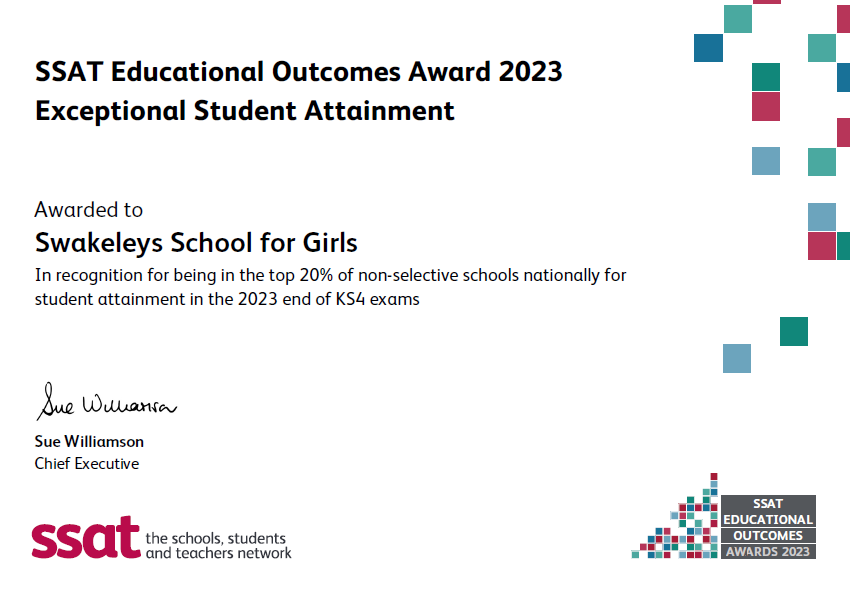 SSAT Educational Outcomes Award 2023
Exceptional Student Attainment
Awarded to
Swakeleys School for Girls
In recognition for being in the top 20% of non-selective schools nationally for
student attainment in the 2023 end of KS4 exams
Sue Williamson
Sue Williamson
Chief Executive
ssat the schools, students
and teachers network
SSAT
EDUCATIONAL
OUTCOMES
AWARDS 2023